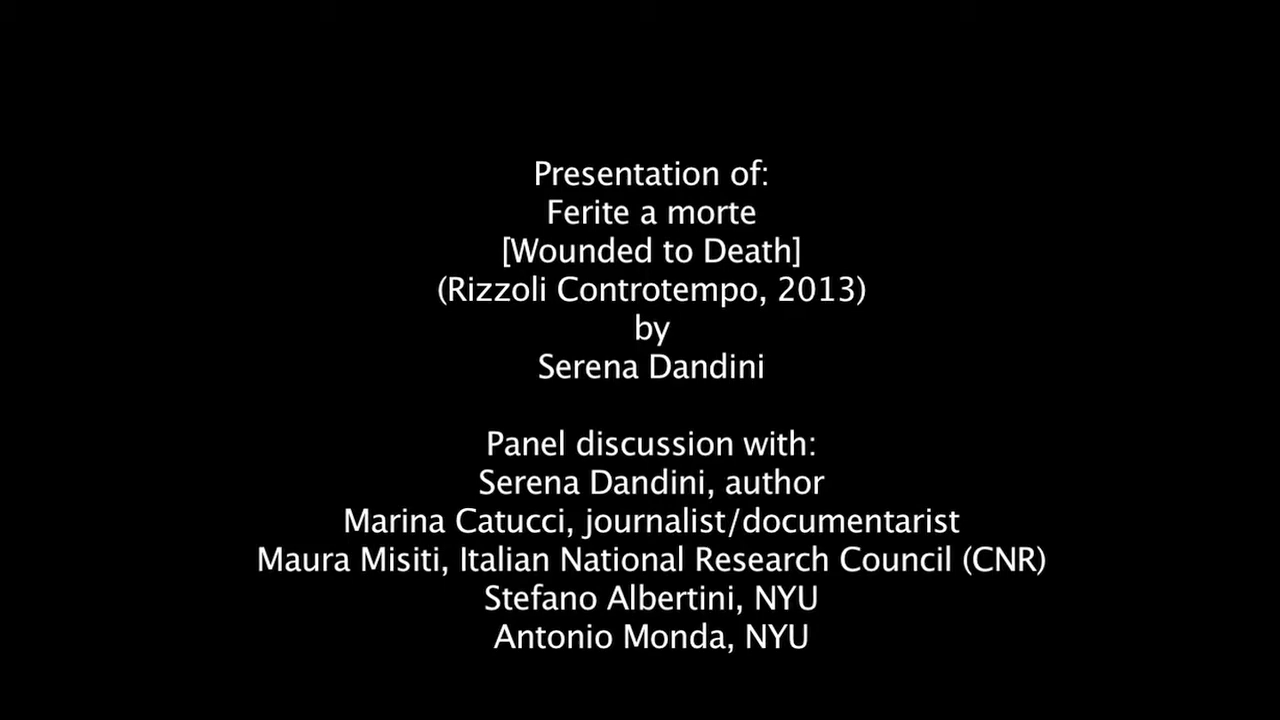 Presentation of:
Ferite a morte
[Wounded to Death]
(Rizzoli Controtempo, 2013)
by
Serena Dandini
Panel discussion with:
Serena Dandini, author
Marina Catucci, journalist/documentarist
Maura Misiti, Italian National Research Council (CNR)
Stefano Albertini, NYU
Antonio Monda, NYU